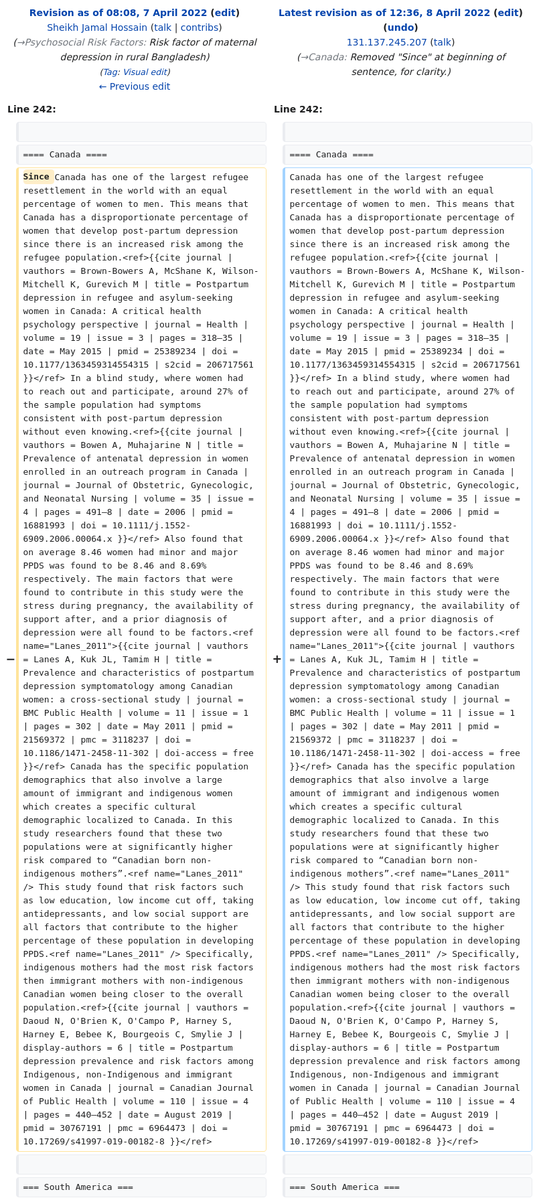 Revision as of 08:08, 7 April 2022 (edit)
Sheikh Jamal Hossain (talk | contribs)
(→Psychosocial Risk Factors: Risk factor of maternal
depression in rural Bangladesh)
(Tag: Visual edit)
← Previous edit
Latest revision as of 12:36, 8 April 2022 (edit)
(undo)
131.137.245.207 (talk)
(→Canada: Removed "Since" at beginning of
sentence, for clarity.)
Line 242:
Line 242:
==== Canada ====
==== Canada ====
−
Since Canada has one of the largest refugee
resettlement in the world with an equal
percentage of women to men. This means that
Canada has a disproportionate percentage of
women that develop post-partum depression
since there is an increased risk among the
refugee population.<ref>{{cite journal |
vauthors = Brown-Bowers A, McShane K, Wilson-
Mitchell K, Gurevich M | title = Postpartum
depression in refugee and asylum-seeking
women in Canada: A critical health
psychology perspective | journal = Health |
volume = 19 | issue = 3 | pages = 318–35 |
date = May 2015 | pmid = 25389234 | doi =
10.1177/1363459314554315 | s2cid = 206717561
}}</ref> In a blind study, where women had
to reach out and participate, around 27% of
the sample population had symptoms
consistent with post-partum depression
without even knowing.<ref>{{cite journal |
vauthors = Bowen A, Muhajarine N | title =
Prevalence of antenatal depression in women
enrolled in an outreach program in Canada |
journal = Journal of Obstetric, Gynecologic,
and Neonatal Nursing | volume = 35 | issue =
4 | pages = 491–8 | date = 2006 | pmid =
16881993 | doi = 10.1111/j.1552-
6909.2006.00064.x }}</ref> Also found that
on average 8.46 women had minor and major
PPDS was found to be 8.46 and 8.69%
respectively. The main factors that were
found to contribute in this study were the
stress during pregnancy, the availability of
support after, and a prior diagnosis of
depression were all found to be factors.<ref
name="Lanes_2011">{{cite journal | vauthors
= Lanes A, Kuk JL, Tamim H | title =
Prevalence and characteristics of postpartum
depression symptomatology among Canadian
women: a cross-sectional study | journal =
BMC Public Health | volume = 11 | issue = 1
| pages = 302 | date = May 2011 | pmid =
21569372 | pmc = 3118237 | doi =
10.1186/1471-2458-11-302 | doi-access = free
}}</ref> Canada has the specific population
demographics that also involve a large
amount of immigrant and indigenous women
which creates a specific cultural
demographic localized to Canada. In this
study researchers found that these two
populations were at significantly higher
risk compared to “Canadian born non-
indigenous mothers”.<ref name="Lanes_2011"
/> This study found that risk factors such
as low education, low income cut off, taking
antidepressants, and low social support are
all factors that contribute to the higher
percentage of these population in developing
PPDS.<ref name="Lanes_2011" /> Specifically,
indigenous mothers had the most risk factors
then immigrant mothers with non-indigenous
Canadian women being closer to the overall
population.<ref>{{cite journal | vauthors =
Daoud N, O'Brien K, O'Campo P, Harney S,
Harney E, Bebee K, Bourgeois C, Smylie J |
display-authors = 6 | title = Postpartum
depression prevalence and risk factors among
Indigenous, non-Indigenous and immigrant
women in Canada | journal = Canadian Journal
of Public Health | volume = 110 | issue = 4
| pages = 440–452 | date = August 2019 |
pmid = 30767191 | pmc = 6964473 | doi =
10.17269/s41997-019-00182-8 }}</ref>
+
Canada has one of the largest refugee
resettlement in the world with an equal
percentage of women to men. This means that
Canada has a disproportionate percentage of
women that develop post-partum depression
since there is an increased risk among the
refugee population.<ref>{{cite journal |
vauthors = Brown-Bowers A, McShane K, Wilson-
Mitchell K, Gurevich M | title = Postpartum
depression in refugee and asylum-seeking
women in Canada: A critical health
psychology perspective | journal = Health |
volume = 19 | issue = 3 | pages = 318–35 |
date = May 2015 | pmid = 25389234 | doi =
10.1177/1363459314554315 | s2cid = 206717561
}}</ref> In a blind study, where women had
to reach out and participate, around 27% of
the sample population had symptoms
consistent with post-partum depression
without even knowing.<ref>{{cite journal |
vauthors = Bowen A, Muhajarine N | title =
Prevalence of antenatal depression in women
enrolled in an outreach program in Canada |
journal = Journal of Obstetric, Gynecologic,
and Neonatal Nursing | volume = 35 | issue =
4 | pages = 491–8 | date = 2006 | pmid =
16881993 | doi = 10.1111/j.1552-
6909.2006.00064.x }}</ref> Also found that
on average 8.46 women had minor and major
PPDS was found to be 8.46 and 8.69%
respectively. The main factors that were
found to contribute in this study were the
stress during pregnancy, the availability of
support after, and a prior diagnosis of
depression were all found to be factors.<ref
name="Lanes_2011">{{cite journal | vauthors
= Lanes A, Kuk JL, Tamim H | title =
Prevalence and characteristics of postpartum
depression symptomatology among Canadian
women: a cross-sectional study | journal =
BMC Public Health | volume = 11 | issue = 1
| pages = 302 | date = May 2011 | pmid =
21569372 | pmc = 3118237 | doi =
10.1186/1471-2458-11-302 | doi-access = free
}}</ref> Canada has the specific population
demographics that also involve a large
amount of immigrant and indigenous women
which creates a specific cultural
demographic localized to Canada. In this
study researchers found that these two
populations were at significantly higher
risk compared to “Canadian born non-
indigenous mothers”.<ref name="Lanes_2011"
/> This study found that risk factors such
as low education, low income cut off, taking
antidepressants, and low social support are
all factors that contribute to the higher
percentage of these population in developing
PPDS.<ref name="Lanes_2011" /> Specifically,
indigenous mothers had the most risk factors
then immigrant mothers with non-indigenous
Canadian women being closer to the overall
population.<ref>{{cite journal | vauthors =
Daoud N, O'Brien K, O'Campo P, Harney S,
Harney E, Bebee K, Bourgeois C, Smylie J |
display-authors = 6 | title = Postpartum
depression prevalence and risk factors among
Indigenous, non-Indigenous and immigrant
women in Canada | journal = Canadian Journal
of Public Health | volume = 110 | issue = 4
| pages = 440–452 | date = August 2019 |
pmid = 30767191 | pmc = 6964473 | doi =
10.17269/s41997-019-00182-8 }}</ref>
=== South America ===
=== South America ===